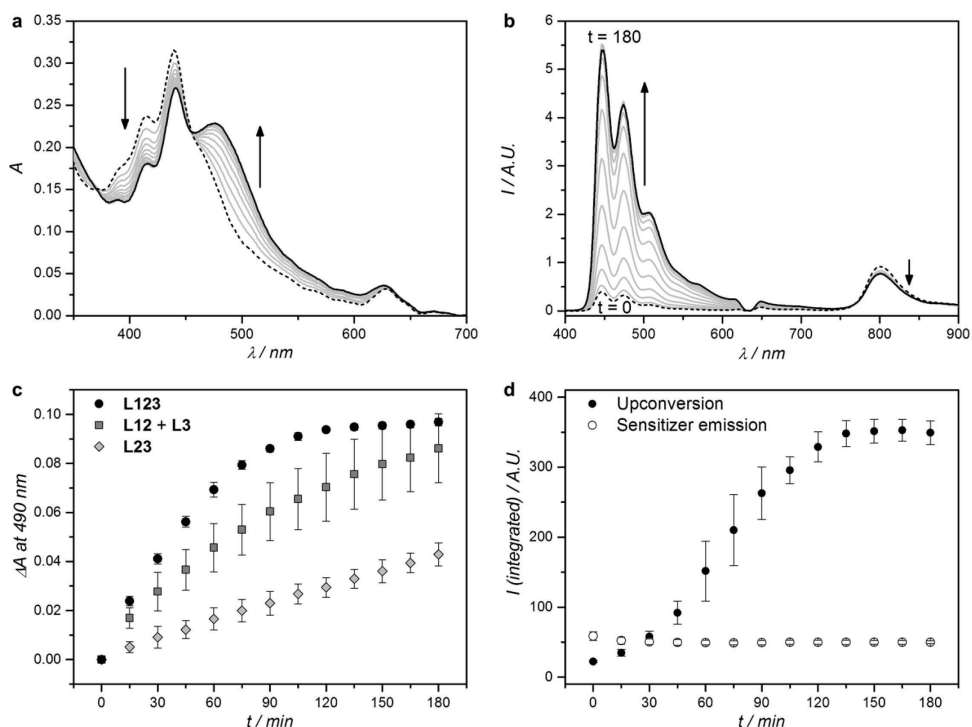 a
0.35
0.30
0.25
0.20
0.15
0.10
0.05
0.00
A
400 500 600 700
λ / nm
b
t = 180
t = 0
6
5
4
3
2
1
0
I / A.U.
400 500 600 700 800 900
λ / nm
c
L123
L12 + L3
L23
0.10
0.08
0.06
0.04
0.02
0.00
ΔA at 490 nm
0 30 60 90 120 150 180
t / min
d
Upconversion
Sensitizer emission
400
300
200
100
0
I (integrated) / A.U.
0 30 60 90 120 150 180
t / min